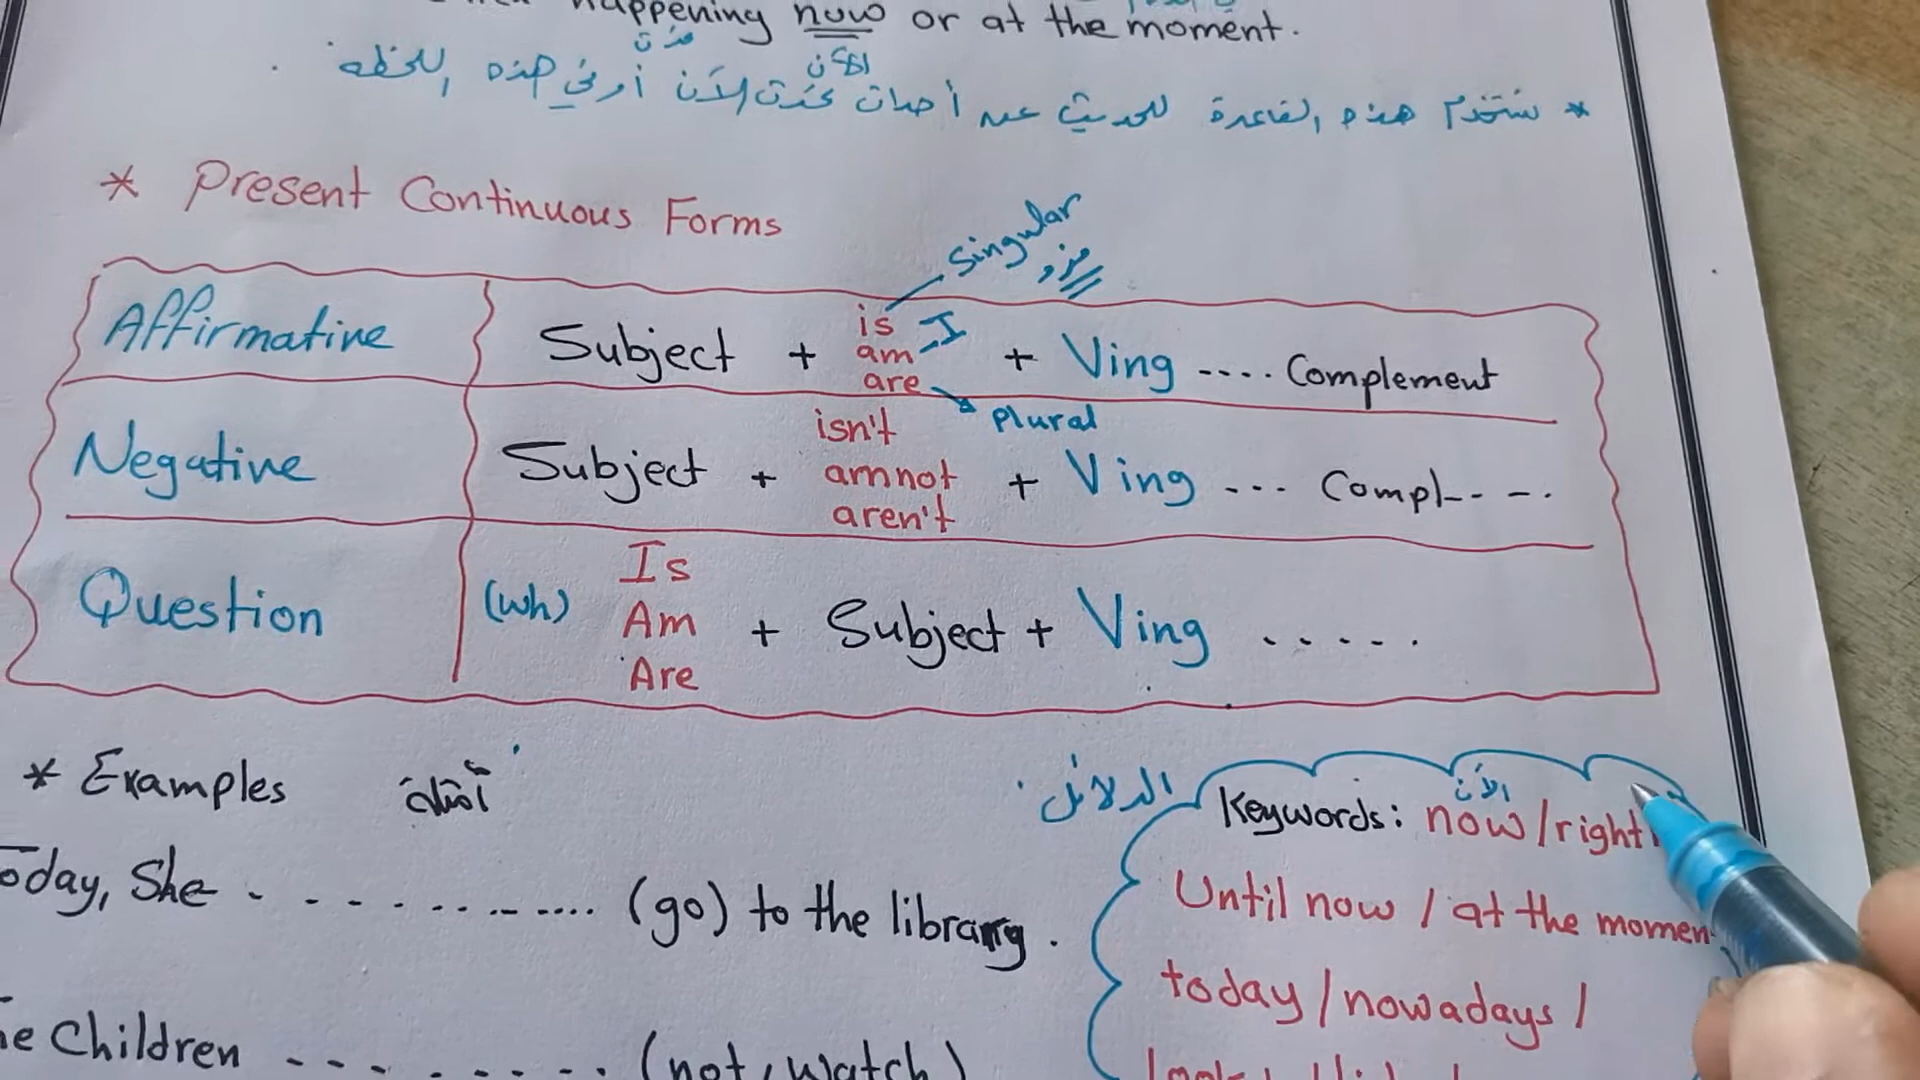 happening now or at the moment.
حدث
الآن
* نستخدم هذه القاعدة للحديث عن أحداث تحدث الآن أو في هذه اللحظه.
* Present Continuous Forms
Singular
مفرد
Affirmative Subject + is am are I + Ving .... Complement
Plural
Negative Subject + isn't am not aren't + Ving --- Compl-- -.
Question (wh) Is Am Are + Subject + Ving .....
* Examples أمثلة
الدلائل
الآن
Keywords: now / right
Until now / at the momen
today / nowadays /
oday, She - - - - - - - - - .... (go) to the library.
e Children - - - - - - - - (not, watch)